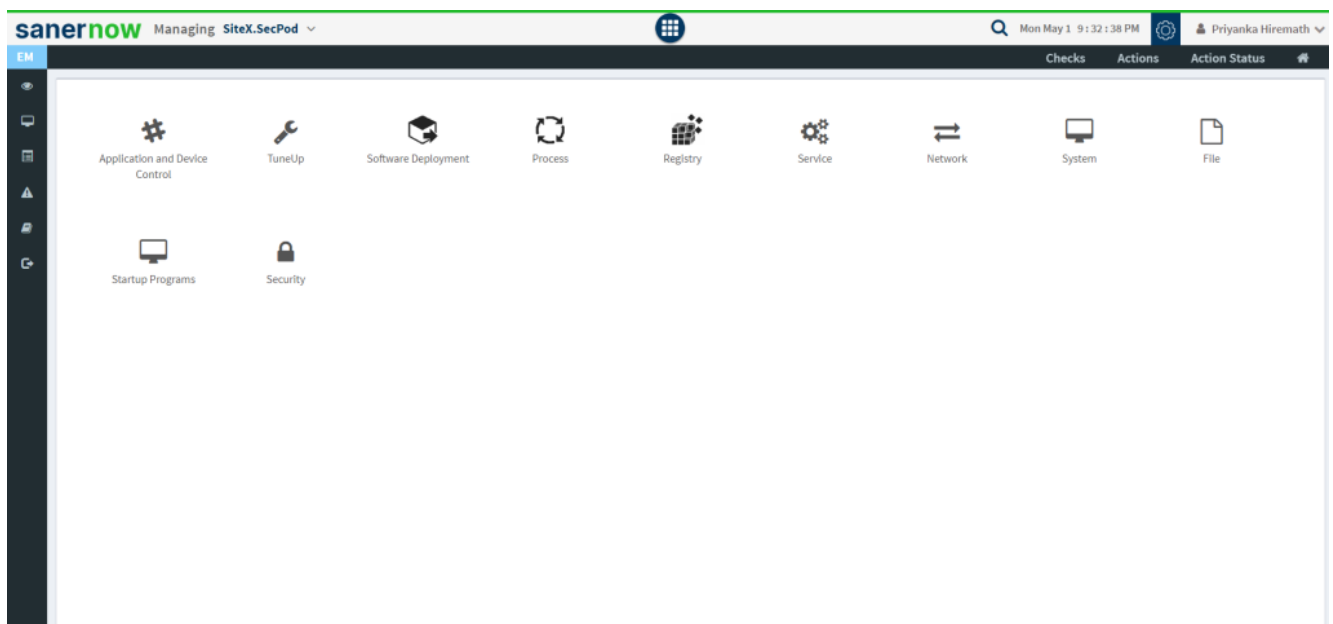 sanernow Managing SiteX.SecPod Mon May 1 9:32:38 PM Priyanka Hiremath
EM Checks Actions Action Status
Application and Device Control
TuneUp
Software Deployment
Process
Registry
Service
Network
System
File
Startup Programs
Security